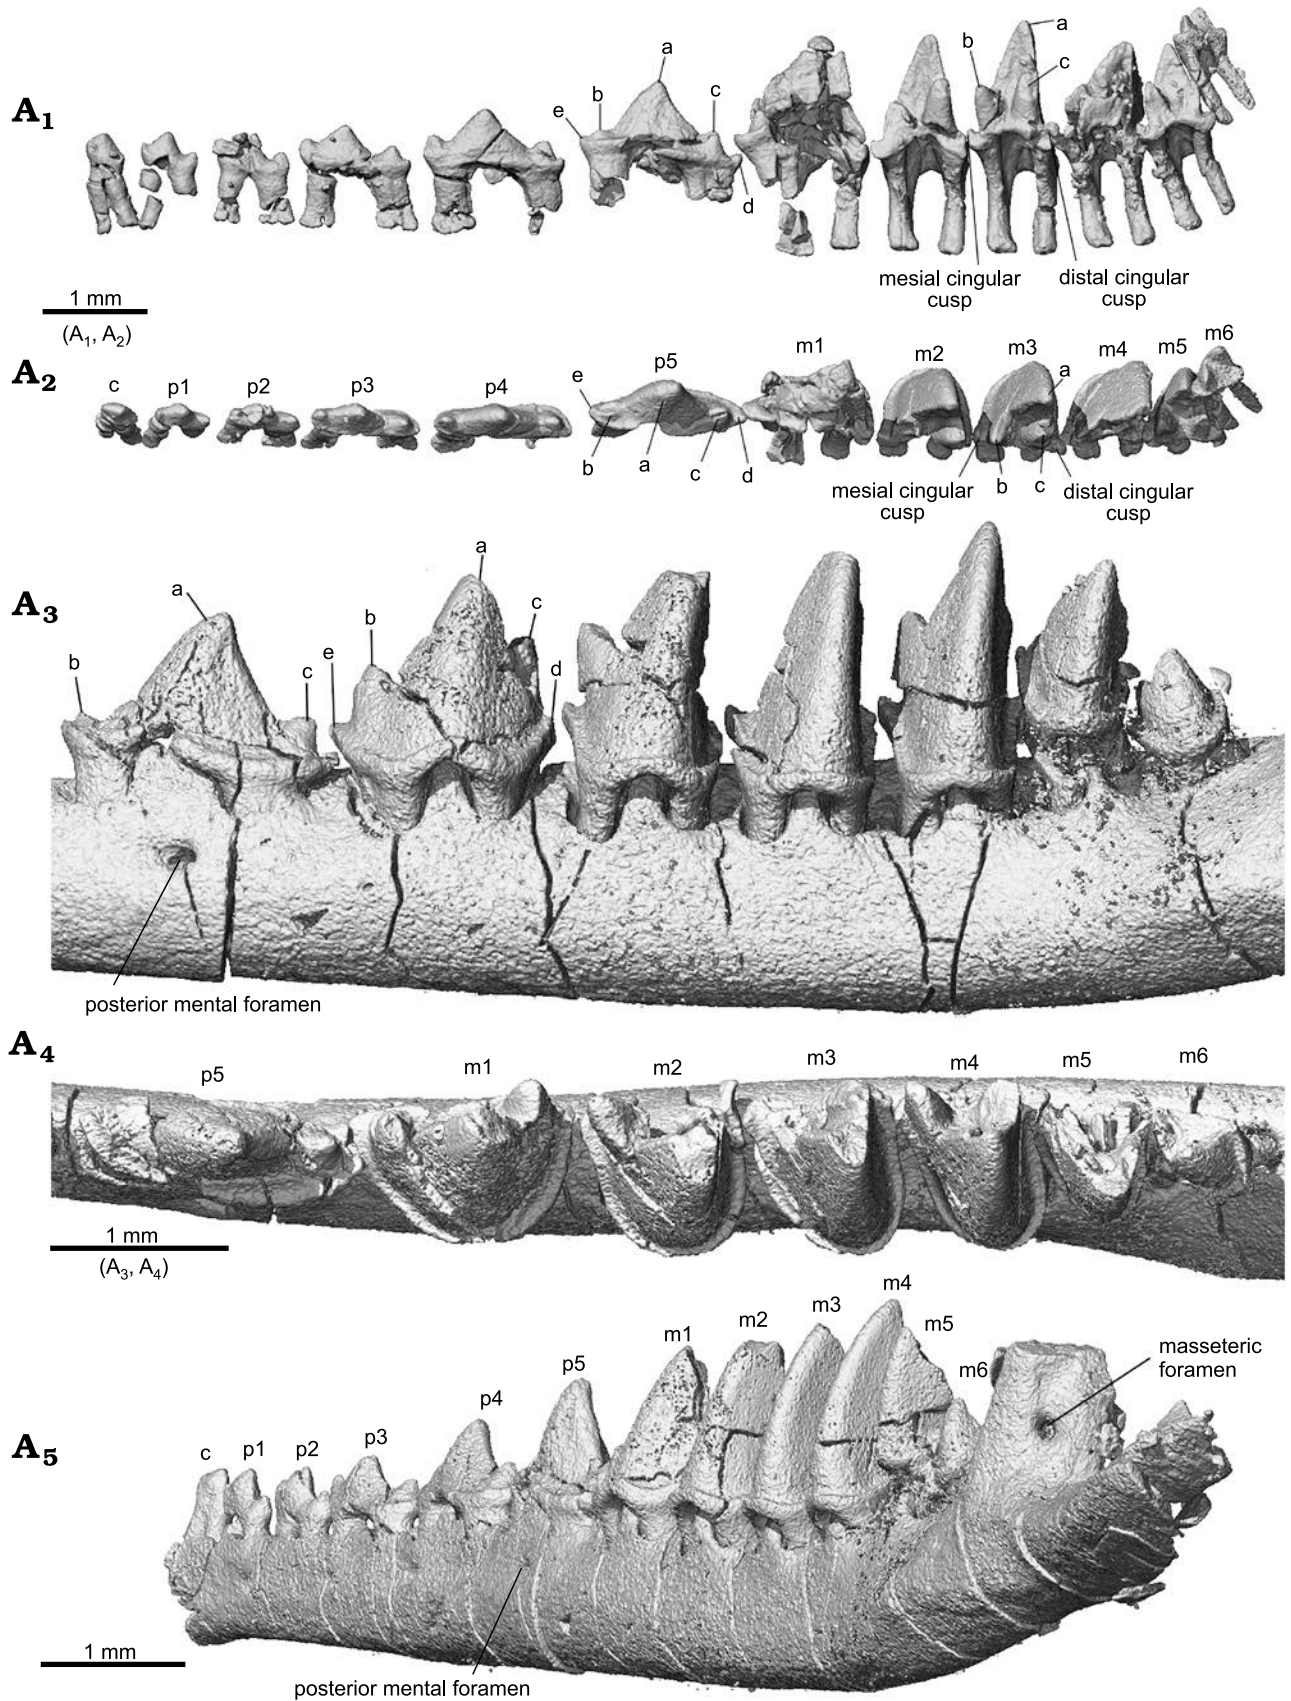 A1
a
b
c
e
d
b
a
c
mesial cingular
cusp
distal cingular
cusp
1 mm
(A1, A2)
A2
c
p1
p2
p3
p4
p5
m1
m2
m3
m4
m5
m6
e
b
a
c
d
a
mesial cingular
cusp
b
c
distal cingular
cusp
A3
b
a
c
e
b
a
c
d
posterior mental foramen
A4
p5
m1
m2
m3
m4
m5
m6
1 mm
(A3, A4)
A5
c
p1
p2
p3
p4
p5
m1
m2
m3
m4
m5
m6
masseteric
foramen
posterior mental foramen
1 mm